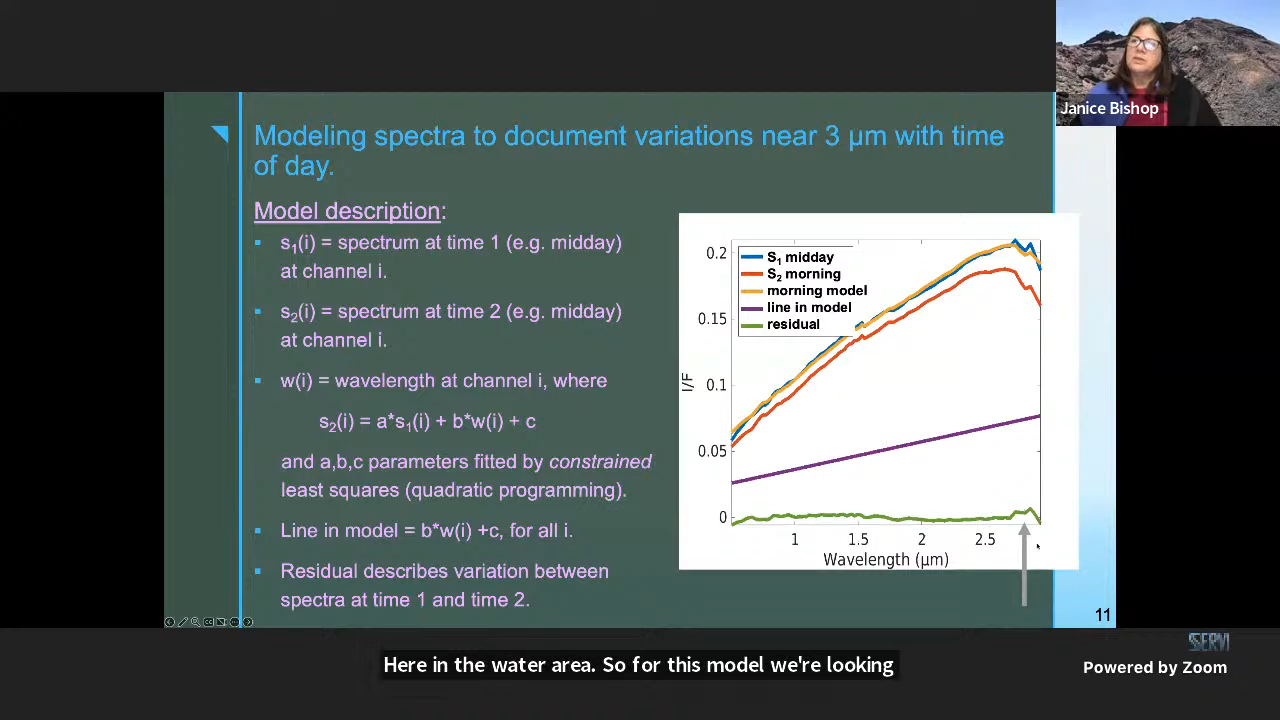 Janice Bishop
Modeling spectra to document variations near 3 µm with time
of day.
Model description:
▪ s₁(i) = spectrum at time 1 (e.g. midday)
at channel i.
▪ s₂(i) = spectrum at time 2 (e.g. midday)
at channel i.
▪ w(i) = wavelength at channel i, where
s₂(i) = a*s₁(i) + b*w(i) + c
and a,b,c parameters fitted by constrained
least squares (quadratic programming).
▪ Line in model = b*w(i) +c, for all i.
▪ Residual describes variation between
spectra at time 1 and time 2.
S₁ midday
S₂ morning
morning model
line in model
residual
0.2
0.15
0.1
0.05
0
I/F
1 1.5 2 2.5
Wavelength (µm)
11
SSERVI
Here in the water area. So for this model we're looking
Powered by Zoom